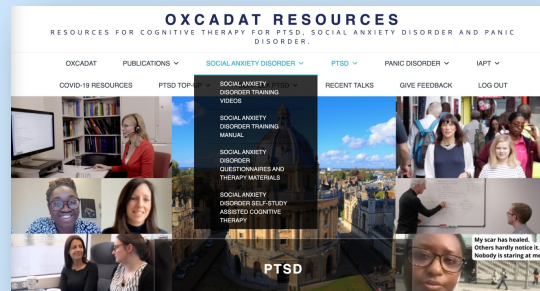 OXCADAT RESOURCES
RESOURCES FOR COGNITIVE THERAPY FOR PTSD, SOCIAL ANXIETY DISORDER AND PANIC
DISORDER.
OXCADAT PUBLICATIONS SOCIAL ANXIETY DISORDER PTSD PANIC DISORDER IAPT
COVID-19 RESOURCES PTSD TOP-UP PTSD RECENT TALKS GIVE FEEDBACK LOG OUT
SOCIAL ANXIETY
DISORDER TRAINING
VIDEOS
SOCIAL ANXIETY
DISORDER TRAINING
MANUAL
SOCIAL ANXIETY
DISORDER
QUESTIONNAIRES AND
THERAPY MATERIALS
SOCIAL ANXIETY
DISORDER SELF-STUDY
ASSISTED COGNITIVE
THERAPY
My scar has healed.
Others hardly notice it.
Nobody is staring at me
PTSD